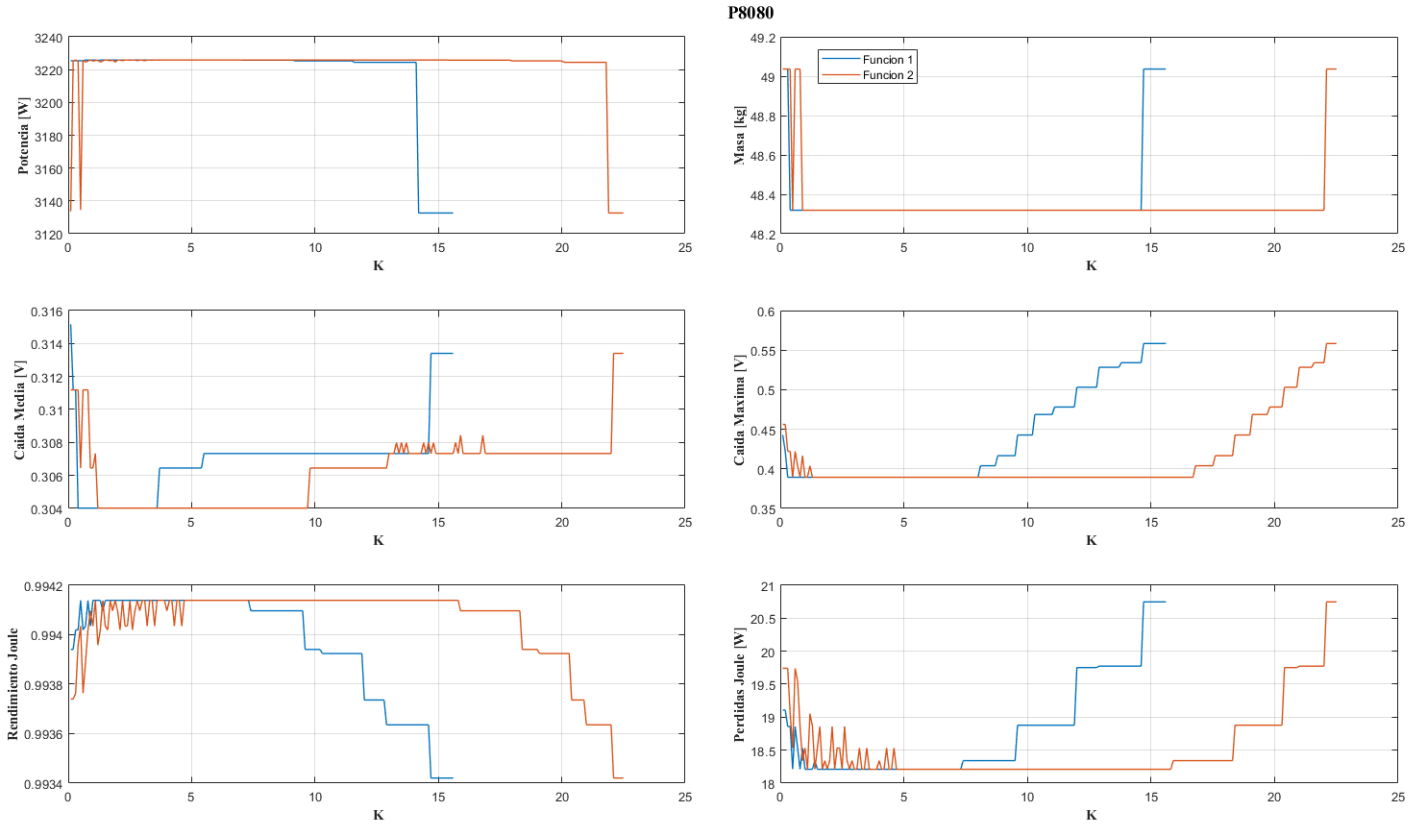 P8080
3240
3220
3200
3180
3160
3140
3120
Potencia [W]
0 5 10 15 20 25
K
49.2
49
48.8
48.6
48.4
48.2
Masa [kg]
Funcion 1
Funcion 2
0 5 10 15 20 25
K
0.316
0.314
0.312
0.31
0.308
0.306
0.304
Caida Media [V]
0 5 10 15 20 25
K
0.6
0.55
0.5
0.45
0.4
0.35
Caida Maxima [V]
0 5 10 15 20 25
K
0.9942
0.994
0.9938
0.9936
0.9934
Rendimiento Joule
0 5 10 15 20 25
K
21
20.5
20
19.5
19
18.5
18
Perdidas Joule [W]
0 5 10 15 20 25
K